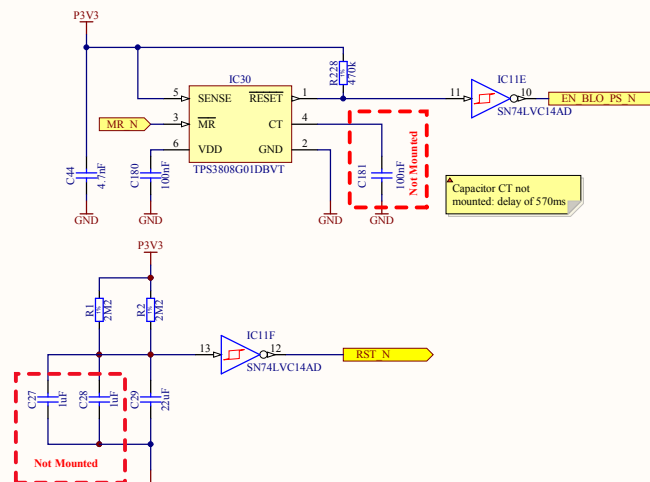 P3V3
R228
1%
470k
IC30
5
SENSE
RESET
1
MR_N
3
MR
CT
4
6
VDD
GND
2
TPS3808G01DBVT
C44
4.7nF
C180
100nF
C181
100nF
Not Mounted
GND
GND
GND
GND
IC11E
11
10
EN_BLO_PS_N
SN74LVC14AD
Capacitor CT not
mounted: delay of 570ms
P3V3
R1
1%
2M2
R2
1%
2M2
IC11F
13
12
RST_N
SN74LVC14AD
C27
1uF
C28
1uF
C29
22uF
Not Mounted